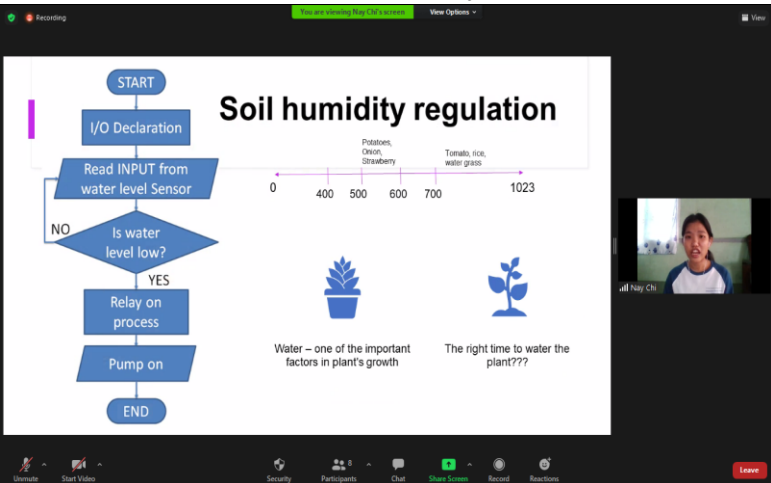 Recording
You are viewing Nay Chi's screen
View Options
View
START
I/O Declaration
Read INPUT from
water level Sensor
NO
Is water
level low?
YES
Relay on
process
Pump on
END
Soil humidity regulation
Potatoes,
Onion,
Strawberry
Tomato, rice,
water grass
0
400
500
600
700
1023
Water – one of the important
factors in plant's growth
The right time to water the
plant???
Nay Chi
Unmute
Start Video
Security
8
Participants
Chat
Share Screen
Record
Reactions
Leave